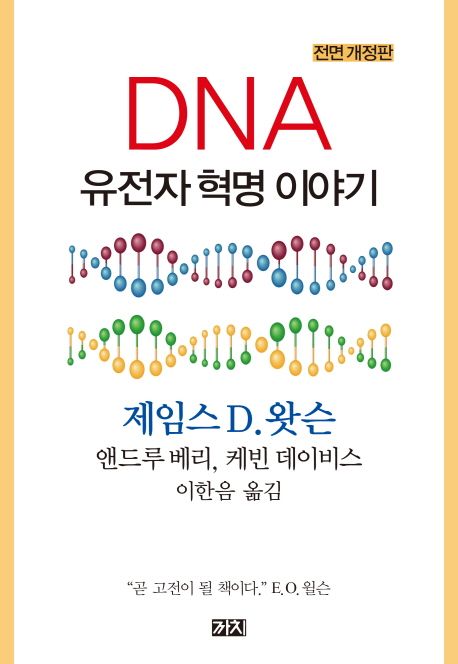 전면 개정판
DNA
유전자 혁명 이야기
제임스 D. 왓슨
앤드루 베리, 케빈 데이비스
이한음 옮김
“곧 고전이 될 책이다.” E. O. 윌슨
까치